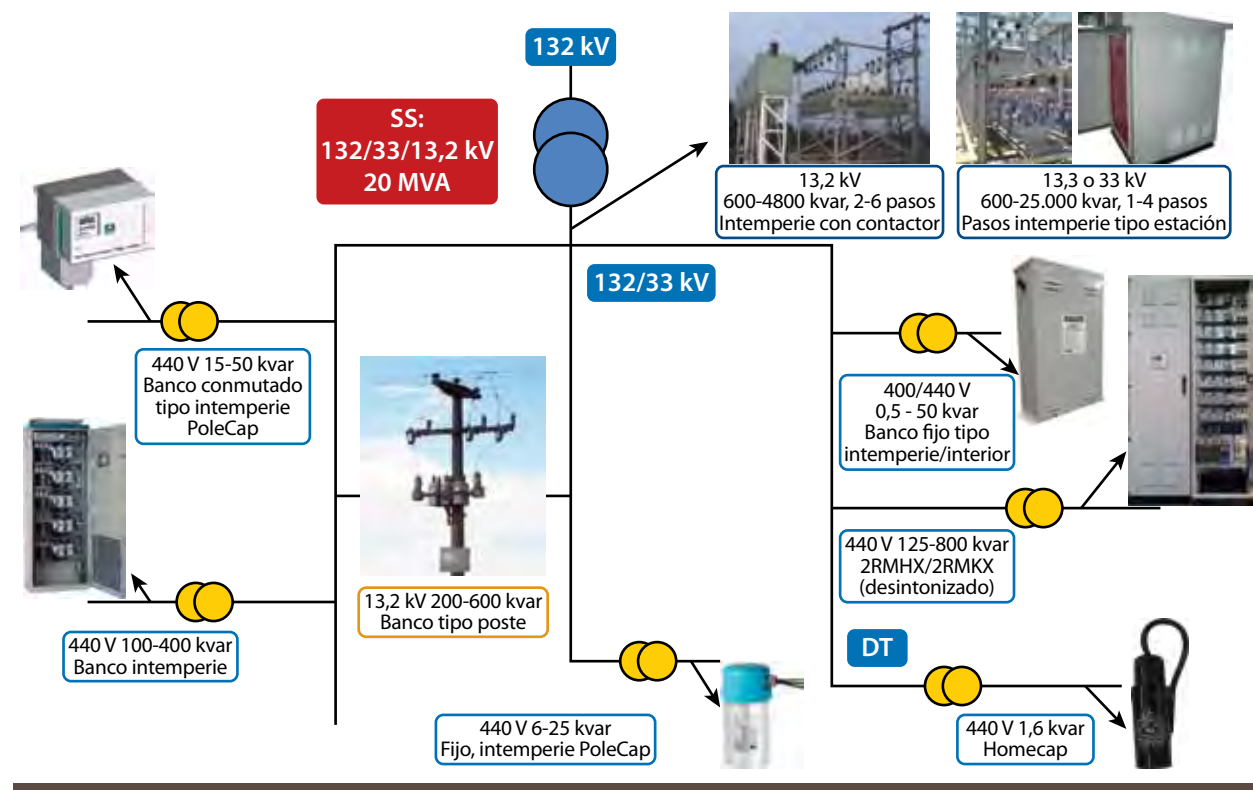 132 kV
SS:
132/33/13,2 kV
20 MVA
13,2 kV
600-4800 kvar, 2-6 pasos
Intemperie con contactor
13,3 o 33 kV
600-25.000 kvar, 1-4 pasos
Pasos intemperie tipo estación
132/33 kV
440 V 15-50 kvar
Banco conmutado
tipo intemperie
PoleCap
400/440 V
0,5 - 50 kvar
Banco fijo tipo
intemperie/interior
440 V 125-800 kvar
2RMHX/2RMKX
(desintonizado)
13,2 kV 200-600 kvar
Banco tipo poste
440 V 100-400 kvar
Banco intemperie
DT
440 V 6-25 kvar
Fijo, intemperie PoleCap
440 V 1,6 kvar
Homecap